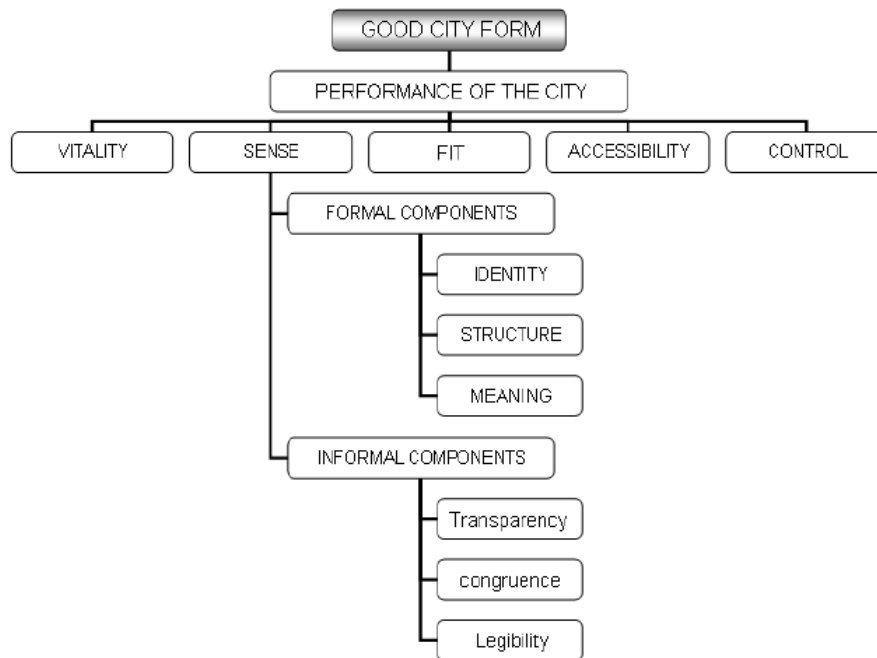 GOOD CITY FORM
PERFORMANCE OF THE CITY
VITALITY
SENSE
FIT
ACCESSIBILITY
CONTROL
FORMAL COMPONENTS
IDENTITY
STRUCTURE
MEANING
INFORMAL COMPONENTS
Transparency
congruence
Legibility